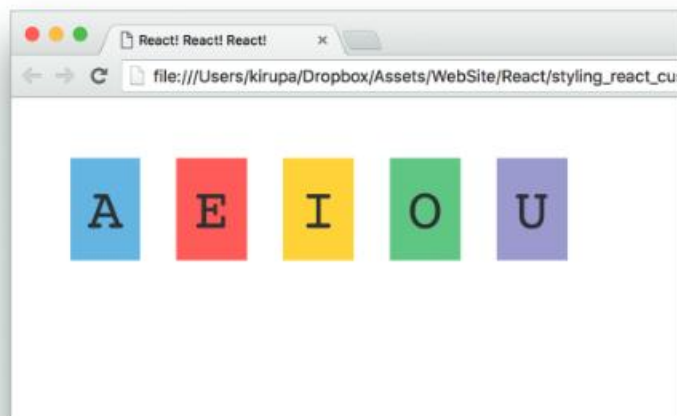 React! React! React!
file:///Users/kirupa/Dropbox/Assets/WebSite/React/styling_react_cu
A E I O U